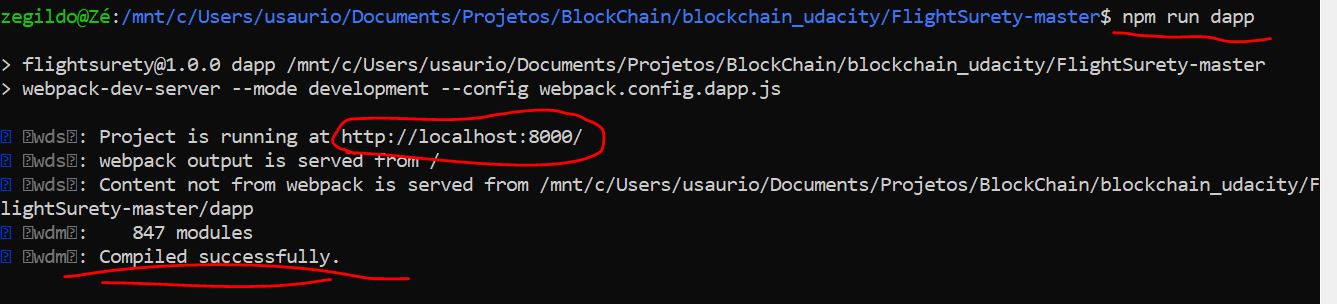 zegildo@Zé:/mnt/c/Users/usaurio/Documents/Projetos/BlockChain/blockchain_udacity/FlightSurety-master$ npm run dapp
> flightsurety@1.0.0 dapp /mnt/c/Users/usaurio/Documents/Projetos/BlockChain/blockchain_udacity/FlightSurety-master
> webpack-dev-server --mode development --config webpack.config.dapp.js
⍰ ⍰wds⍰: Project is running at http://localhost:8000/
⍰ ⍰wds⍰: webpack output is served from /
⍰ ⍰wds⍰: Content not from webpack is served from /mnt/c/Users/usaurio/Documents/Projetos/BlockChain/blockchain_udacity/F
lightSurety-master/dapp
⍰ ⍰wdm⍰:    847 modules
⍰ ⍰wdm⍰: Compiled successfully.